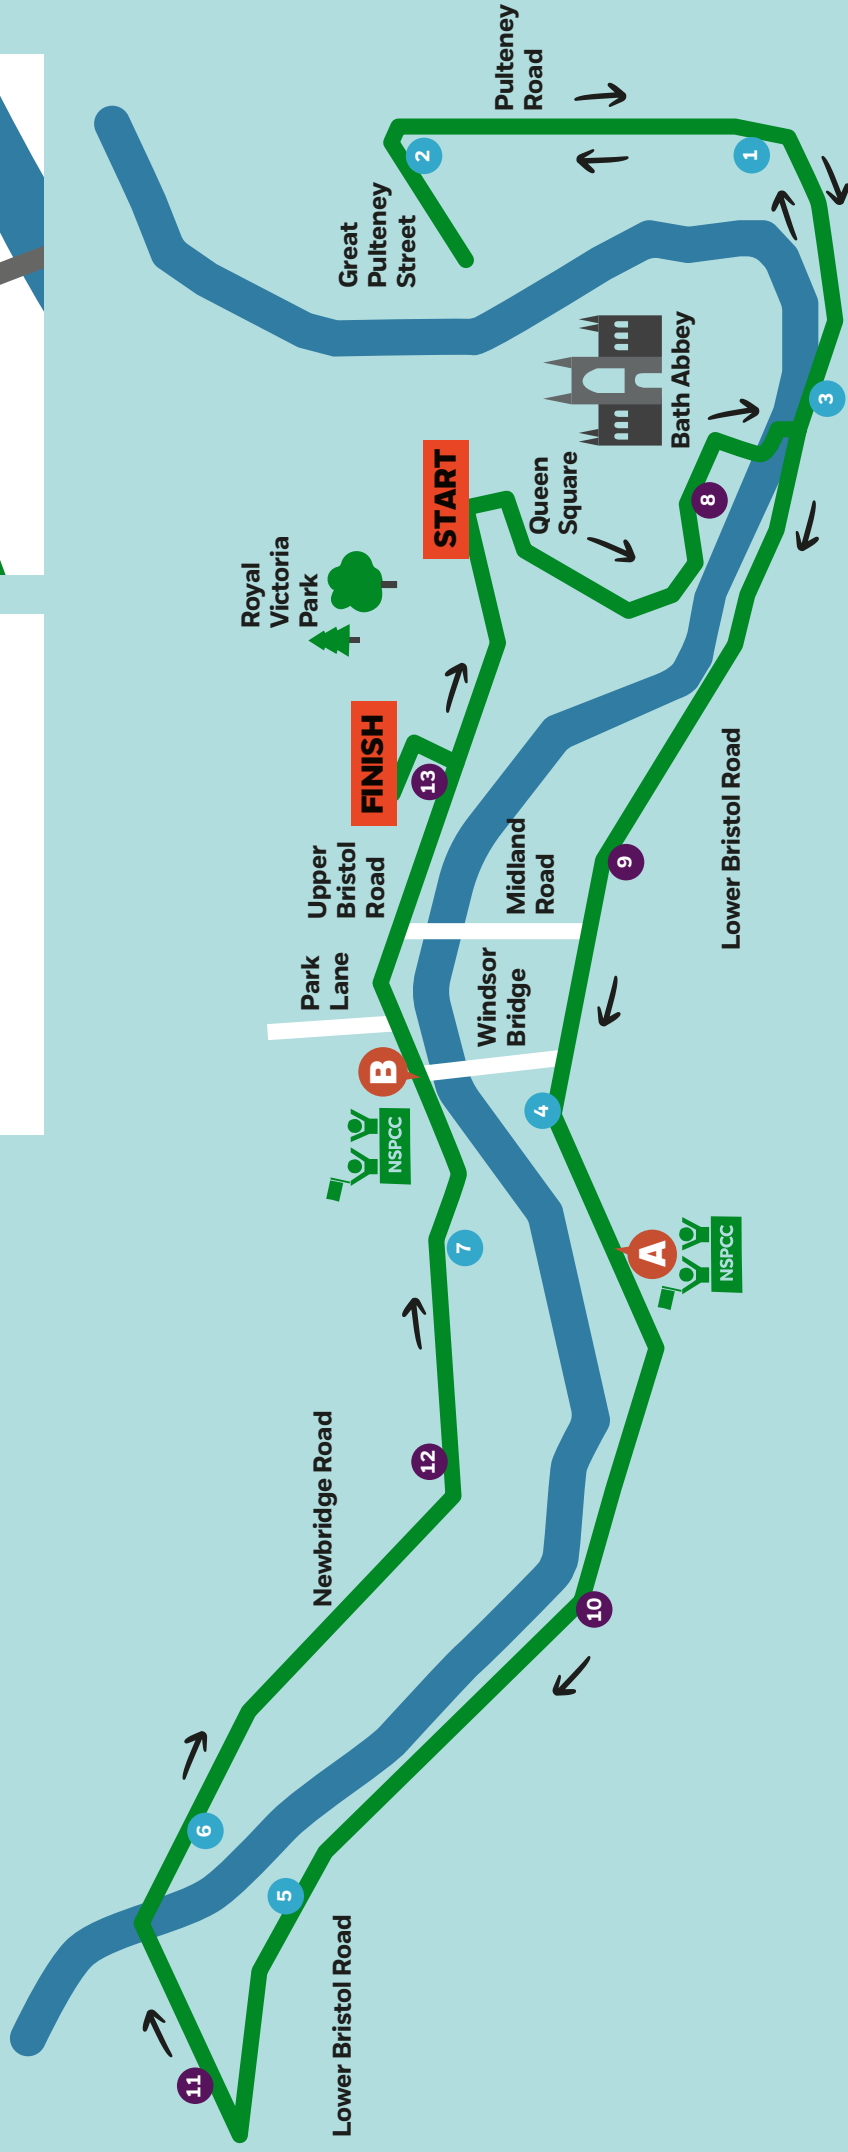 11
Lower Bristol Road
5
6
Newbridge Road
10
12
7
NSPCC
B
A
NSPCC
4
Park
Lane
Windsor
Bridge
Upper
Bristol
Road
Midland
Road
9
Lower Bristol Road
FINISH
13
Royal
Victoria
Park
START
Queen
Square
8
Bath Abbey
3
Great
Pulteney
Street
2
1
Pulteney
Road